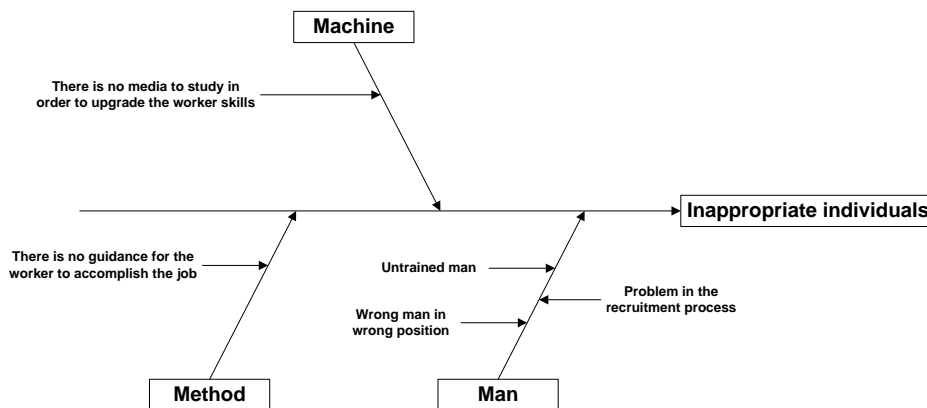 Machine
There is no media to study in
order to upgrade the worker skills
Inappropriate individuals
There is no guidance for the
worker to accomplish the job
Untrained man
Problem in the
recruitment process
Wrong man in
wrong position
Method
Man